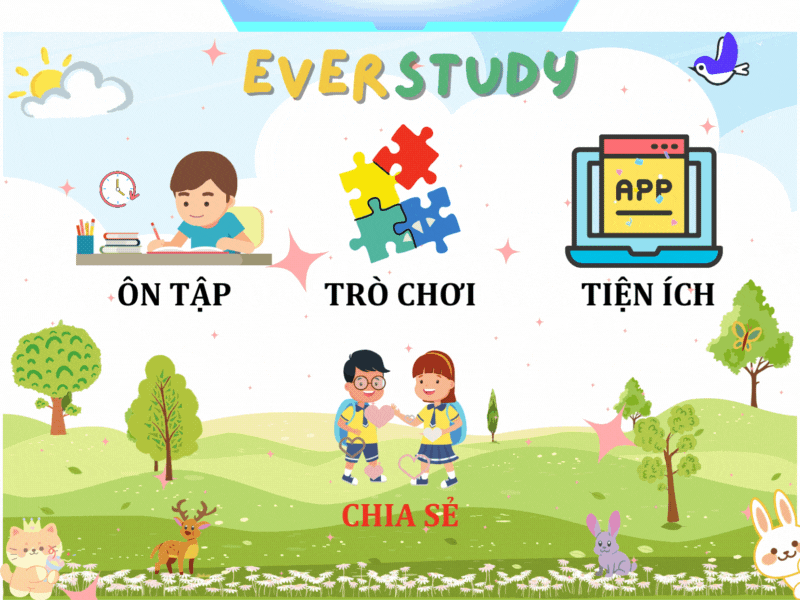 EVERSTUDY
APP
ÔN TẬP
TRÒ CHƠI
TIỆN ÍCH
CHIA SẺ